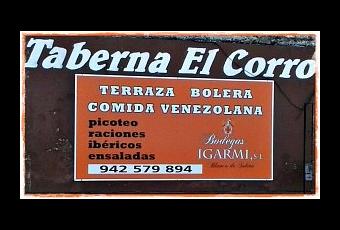 Taberna El Corro
TERRAZA BOLERA
COMIDA VENEZOLANA
picoteo
raciones
ibéricos
ensaladas
Bodegas
IGARMI, S.L
942 579 894